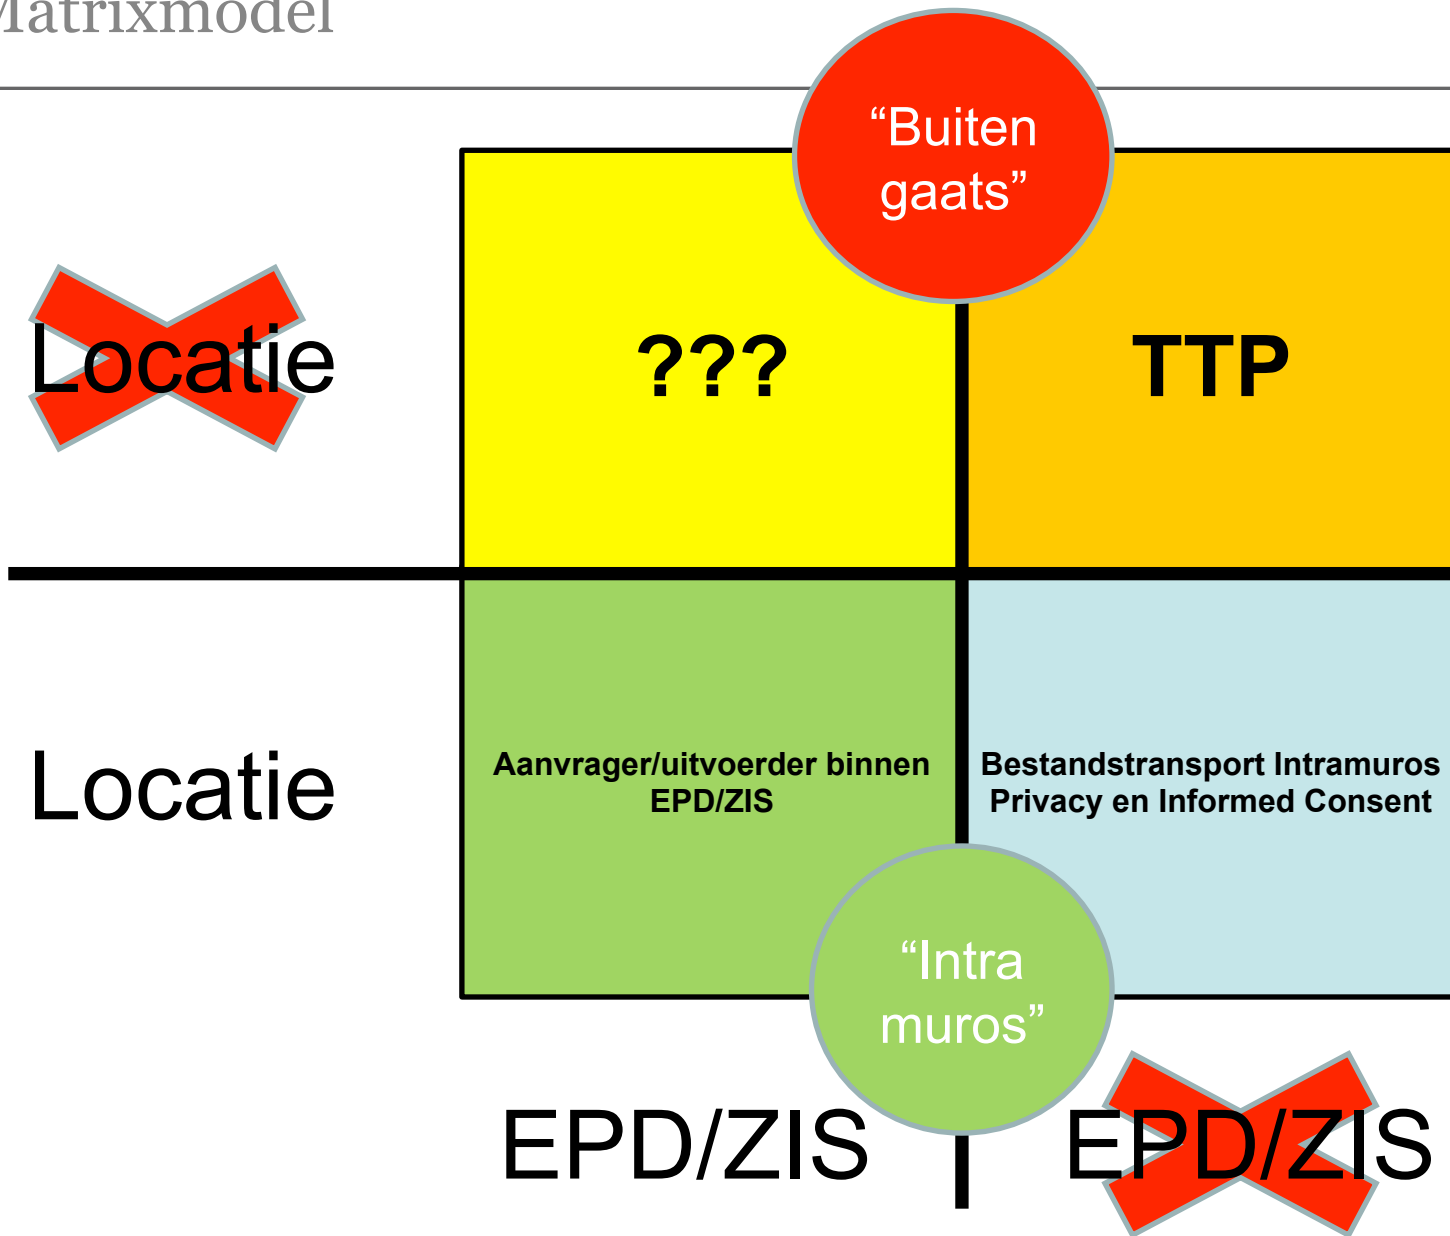 Matrixmodel
“Buiten
gaats”
Locatie
???
TTP
Locatie
Aanvrager/uitvoerder binnen
EPD/ZIS
Bestandstransport Intramuros
Privacy en Informed Consent
“Intra
muros”
EPD/ZIS
EPD/ZIS